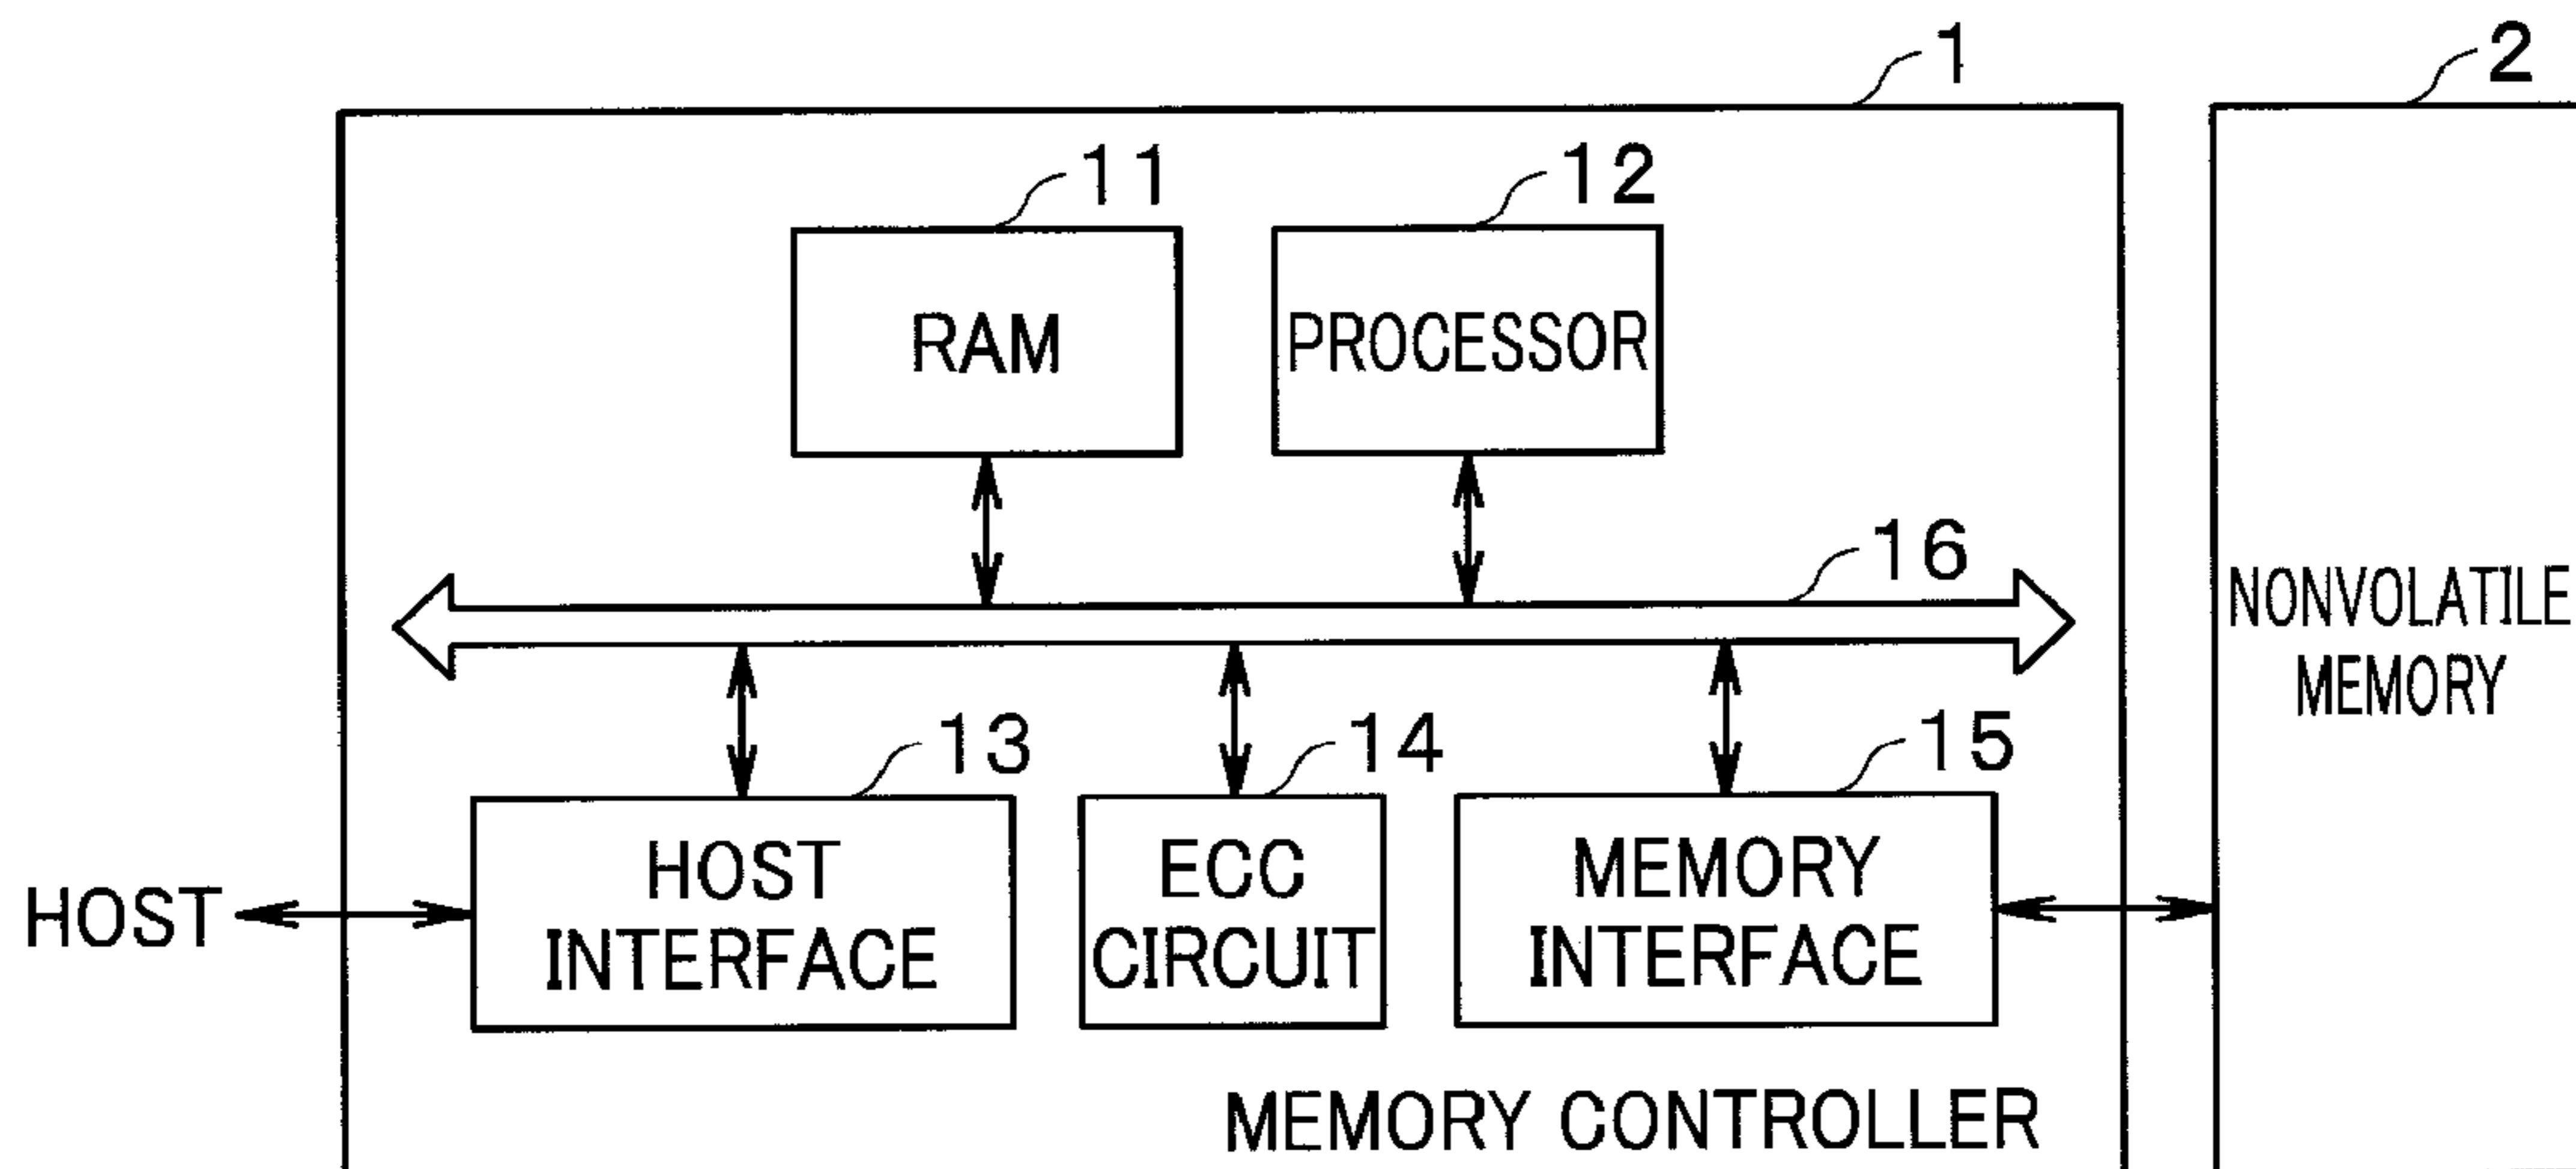 1
2
11
12
RAM
PROCESSOR
16
NONVOLATILE
MEMORY
13
14
15
HOST
HOST
INTERFACE
ECC
CIRCUIT
MEMORY
INTERFACE
MEMORY CONTROLLER